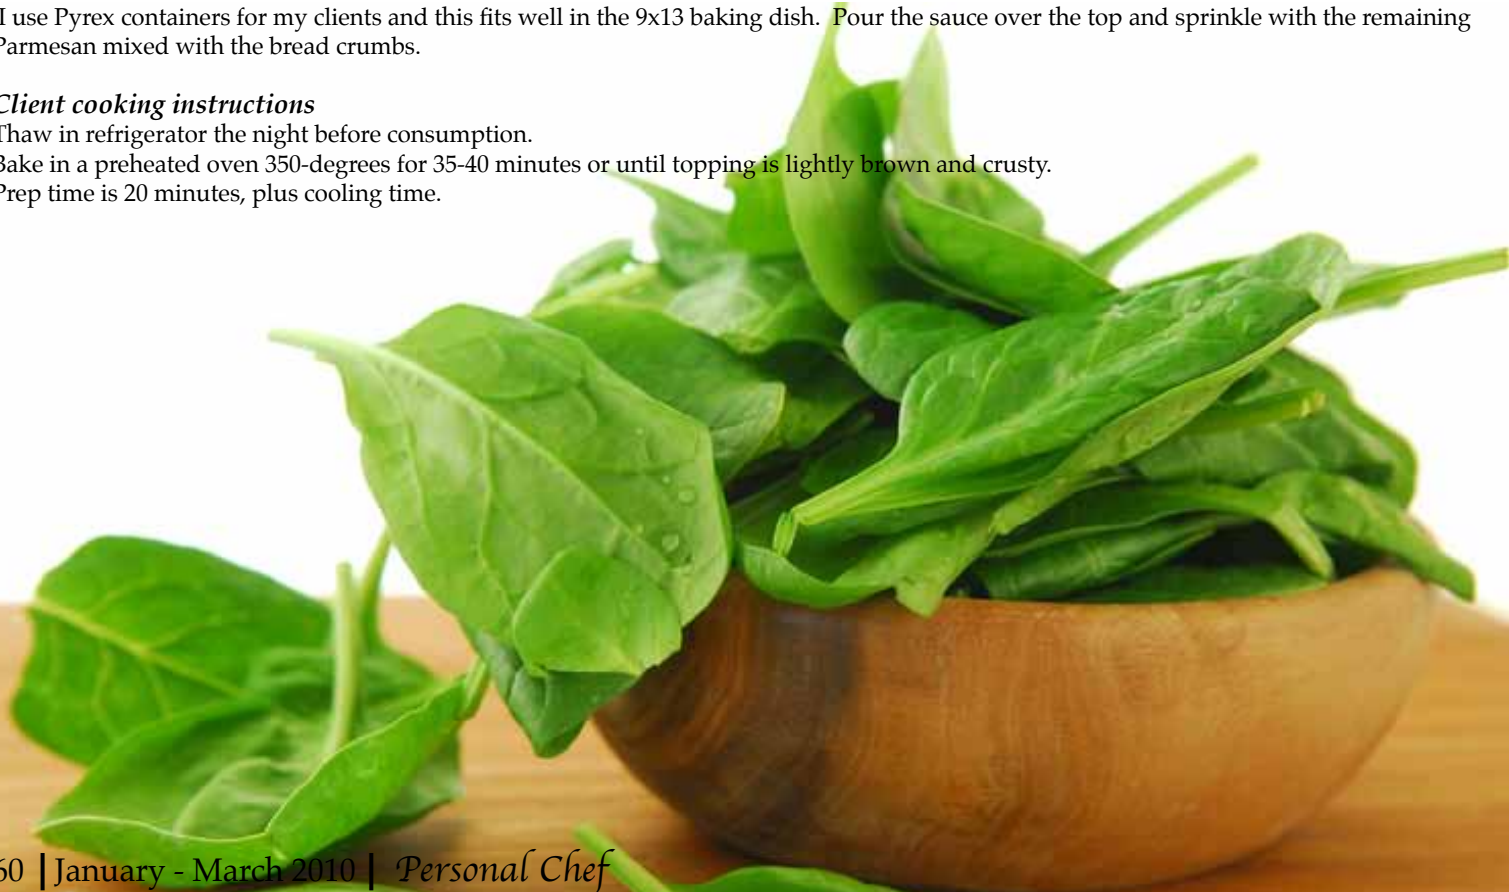 I use Pyrex containers for my clients and this fits well in the 9x13 baking dish.  Pour the sauce over the top and sprinkle with the remaining
Parmesan mixed with the bread crumbs.
Client cooking instructions
Thaw in refrigerator the night before consumption.
Bake in a preheated oven 350-degrees for 35-40 minutes or until topping is lightly brown and crusty.
Prep time is 20 minutes, plus cooling time.
60 | January - March 2010 | Personal Chef